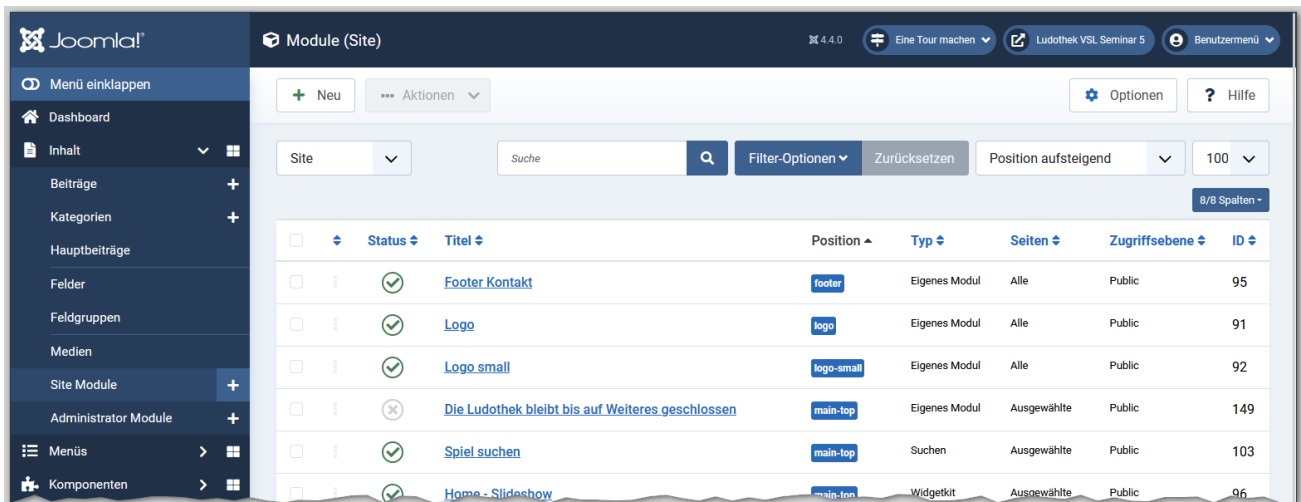 Joomla!®
Module (Site)
4.4.0
Eine Tour machen
Ludothek VSL Seminar 5
Benutzermenü
Menü einklappen
Neu
Aktionen
Optionen
? Hilfe
Dashboard
Inhalt
Site
Suche
Filter-Optionen
Zurücksetzen
Position aufsteigend
100
Beiträge
8/8 Spalten
Kategorien
Hauptbeiträge
Status Titel Position Typ Seiten Zugriffsebene ID
Felder
Footer Kontakt footer Eigenes Modul Alle Public 95
Feldgruppen
Logo logo Eigenes Modul Alle Public 91
Medien
Logo small logo-small Eigenes Modul Alle Public 92
Site Module
Die Ludothek bleibt bis auf Weiteres geschlossen main-top Eigenes Modul Ausgewählte Public 149
Administrator Module
Menüs
Spiel suchen main-top Suchen Ausgewählte Public 103
Komponenten
Home - Slideshow main-top Widgetkit Ausgewählte Public 96